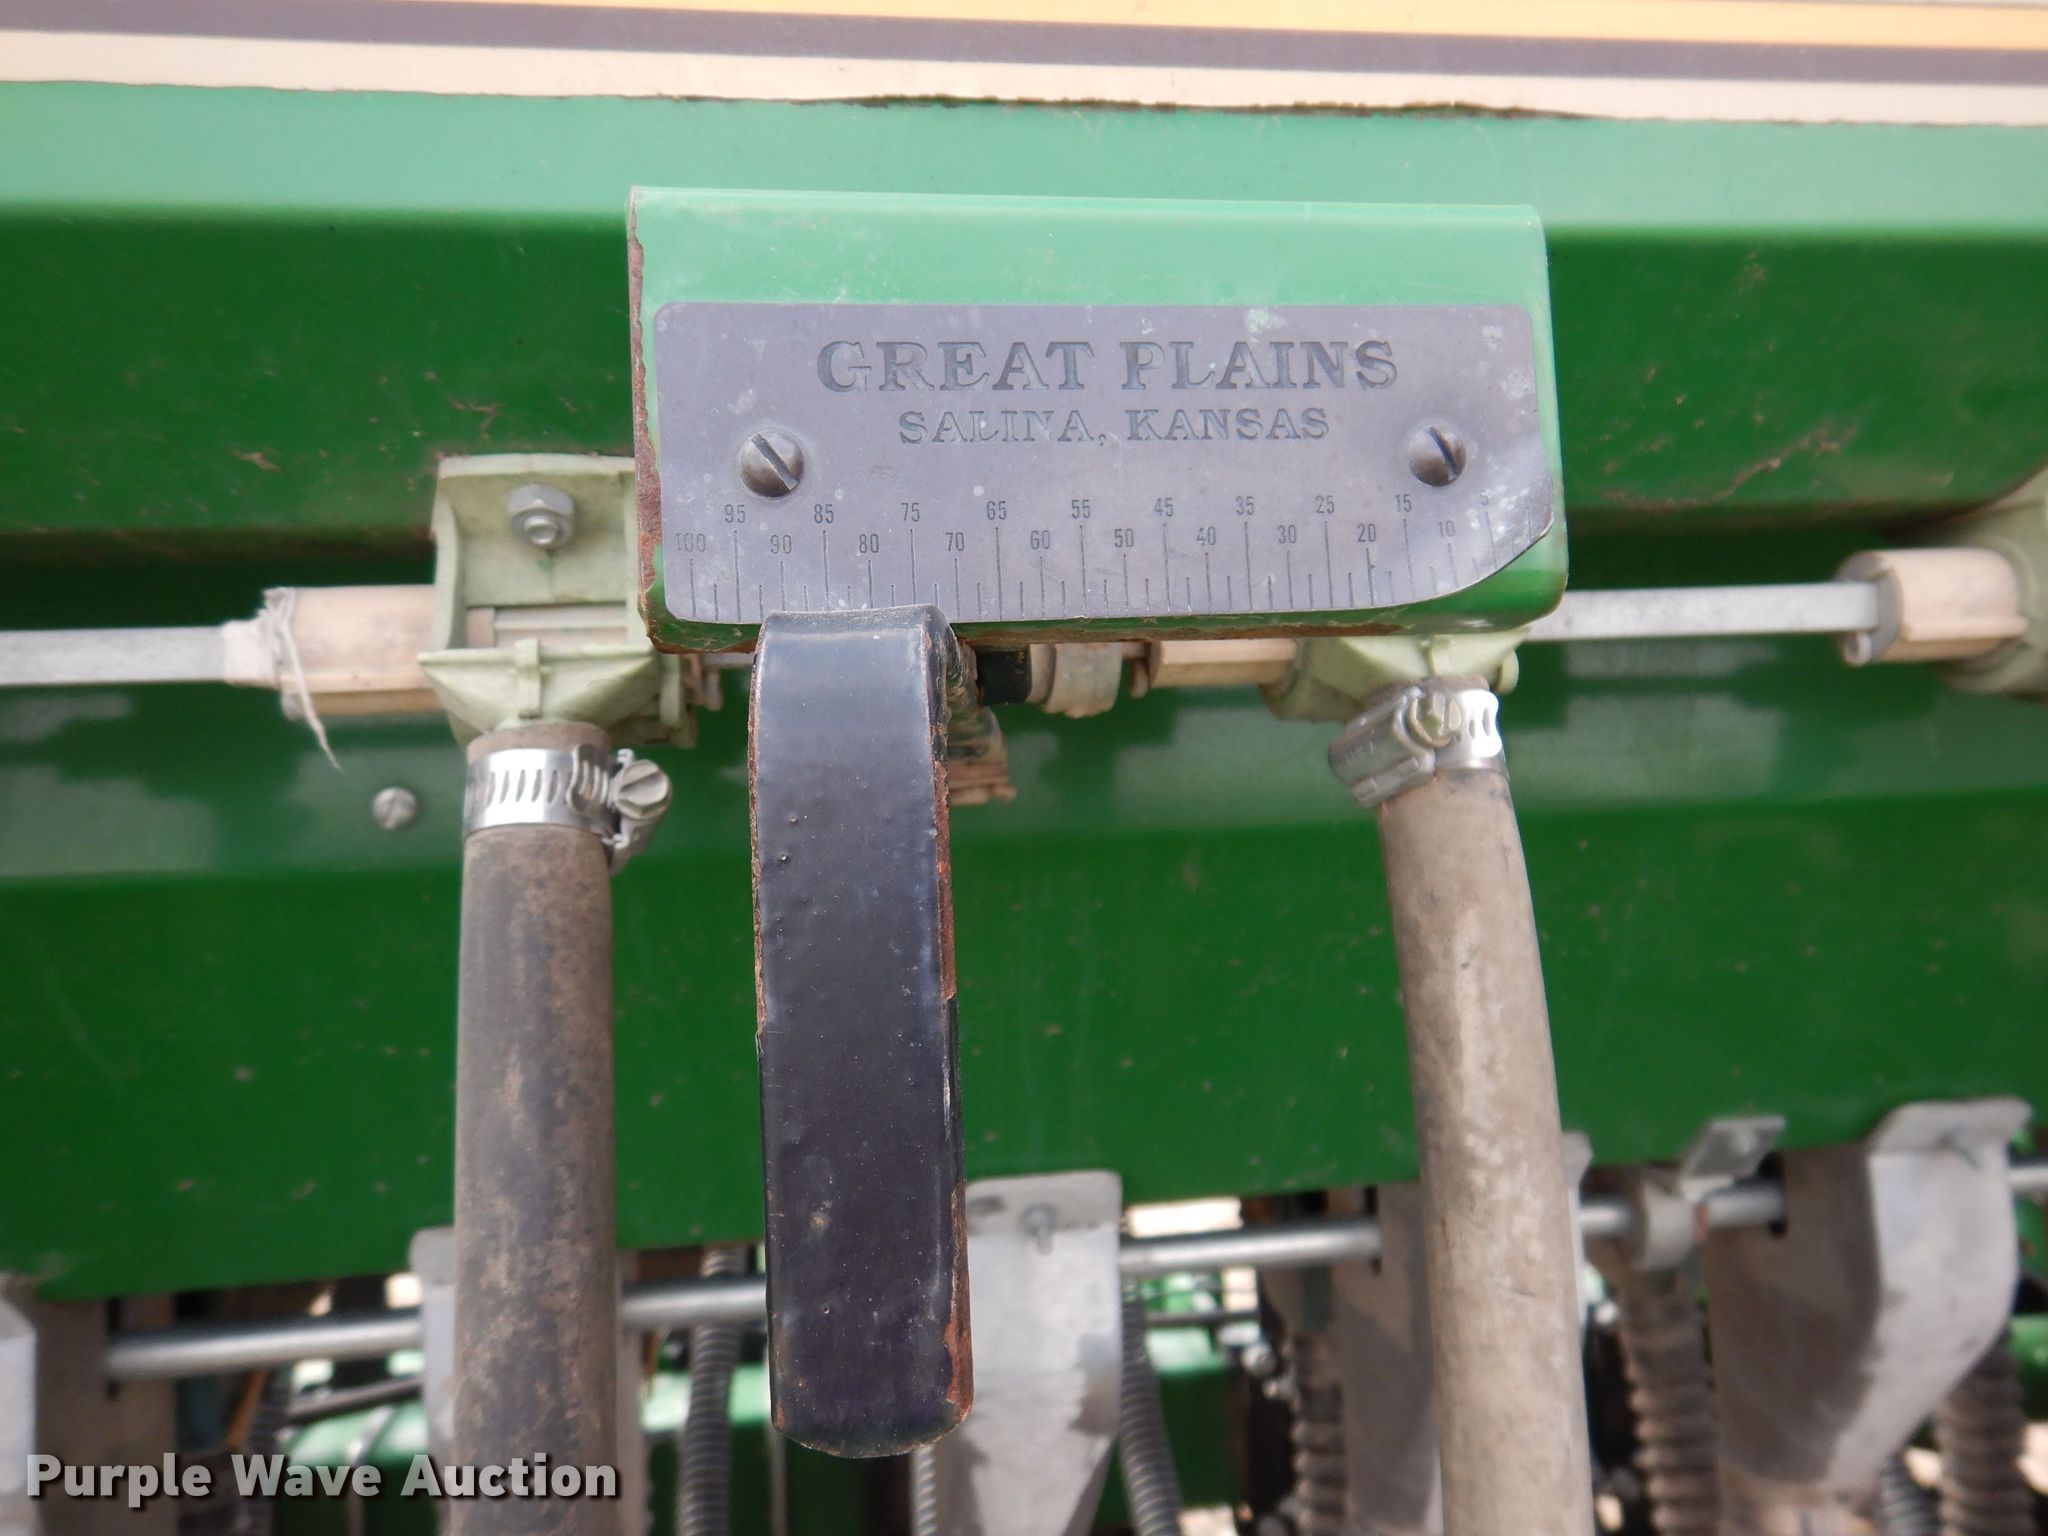 GREAT PLAINS
SALINA, KANSAS
95 85 75 65 55 45 35 25 15 5
100 90 80 70 60 50 40 30 20 10
Purple Wave Auction